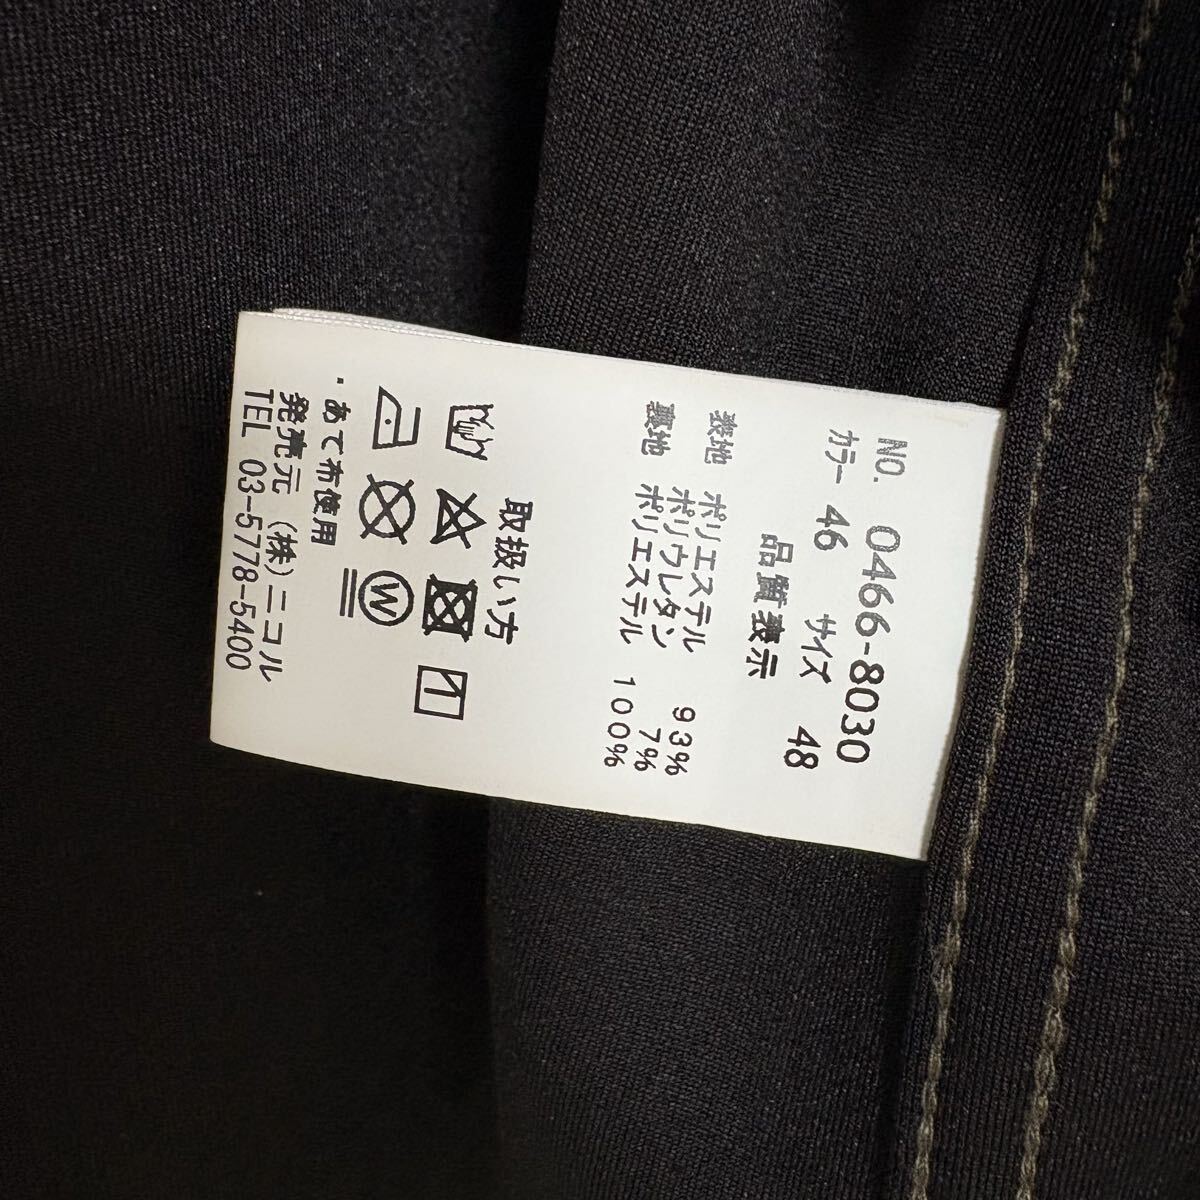 No. 0466-8030
カラー 46 サイズ 48
品質表示
表地 ポリエステル 93%
ポリウレタン 7%
裏地 ポリエステル 100%
取扱い方
W
・あて布使用
発売元 (株)ニコル
TEL 03-5778-5400